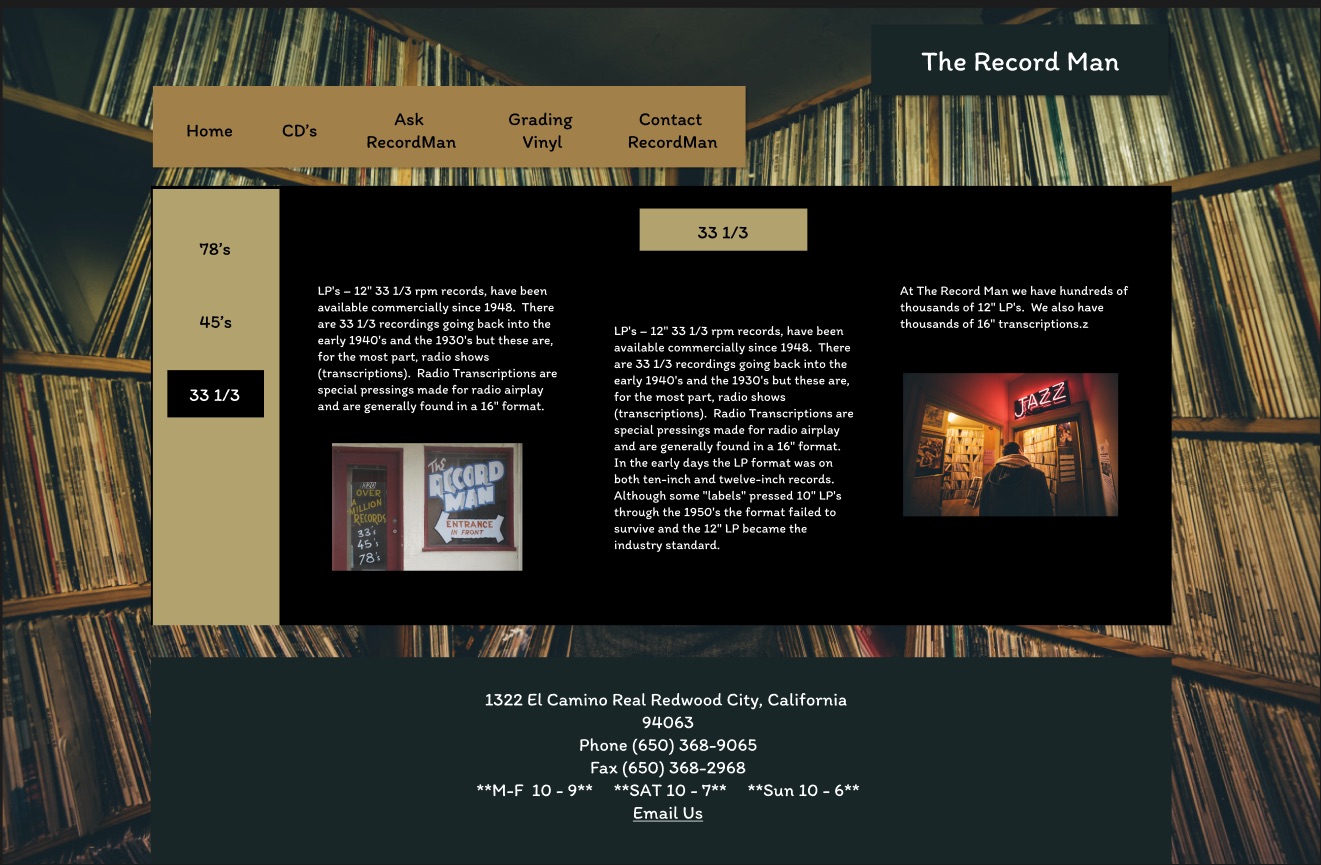 The Record Man
Home
CD's
Ask
RecordMan
Grading
Vinyl
Contact
RecordMan
78's
45's
33 1/3
33 1/3
LP's – 12" 33 1/3 rpm records, have been
available commercially since 1948.  There
are 33 1/3 recordings going back into the
early 1940's and the 1930's but these are,
for the most part, radio shows
(transcriptions).  Radio Transcriptions are
special pressings made for radio airplay
and are generally found in a 16" format.
1320
OVER
A
MILLION
RECORDS
33's
45's
78's
The
RECORD
MAN
ENTRANCE
IN FRONT
LP's – 12" 33 1/3 rpm records, have been
available commercially since 1948.  There
are 33 1/3 recordings going back into the
early 1940's and the 1930's but these are,
for the most part, radio shows
(transcriptions).  Radio Transcriptions are
special pressings made for radio airplay
and are generally found in a 16" format.
In the early days the LP format was on
both ten-inch and twelve-inch records.
Although some "labels" pressed 10" LP's
through the 1950's the format failed to
survive and the 12" LP became the
industry standard.
At The Record Man we have hundreds of
thousands of 12" LP's.  We also have
thousands of 16" transcriptions.z
JAZZ
1322 El Camino Real Redwood City, California
94063
Phone (650) 368-9065
Fax (650) 368-2968
**M-F  10 - 9**    **SAT 10 - 7**    **Sun 10 - 6**
Email Us